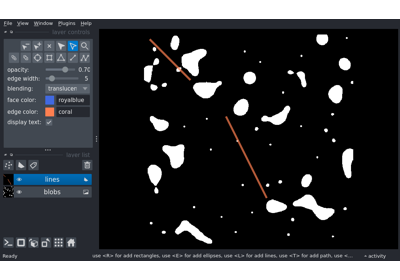 File View Window Plugins Help
layer controls
opacity: 0.70
edge width: 5
blending: translucen
face color: royalblue
edge color: coral
display text:
layer list
lines
blobs
Ready
use <R> for add rectangles, use <E> for add ellipses, use <L> for add lines, use <T> for add path, use <...
activity